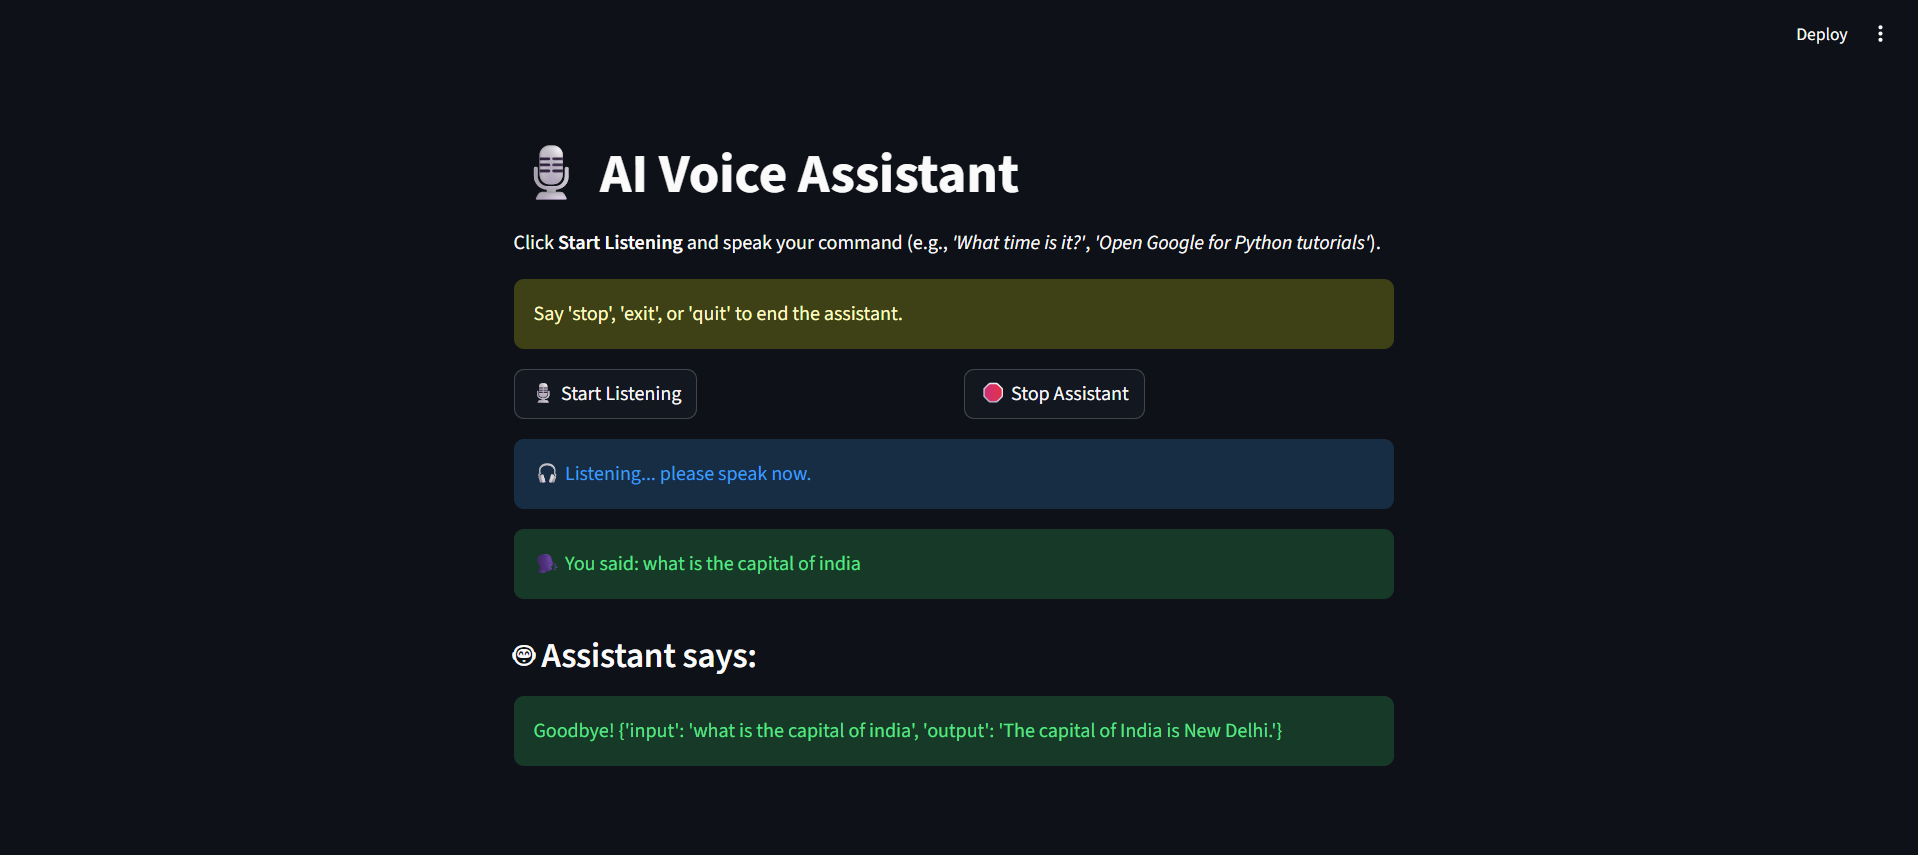 Deploy
AI Voice Assistant
Click Start Listening and speak your command (e.g., 'What time is it?', 'Open Google for Python tutorials').
Say 'stop', 'exit', or 'quit' to end the assistant.
Start Listening
Stop Assistant
Listening... please speak now.
You said: what is the capital of india
Assistant says:
Goodbye! {'input': 'what is the capital of india', 'output': 'The capital of India is New Delhi.'}